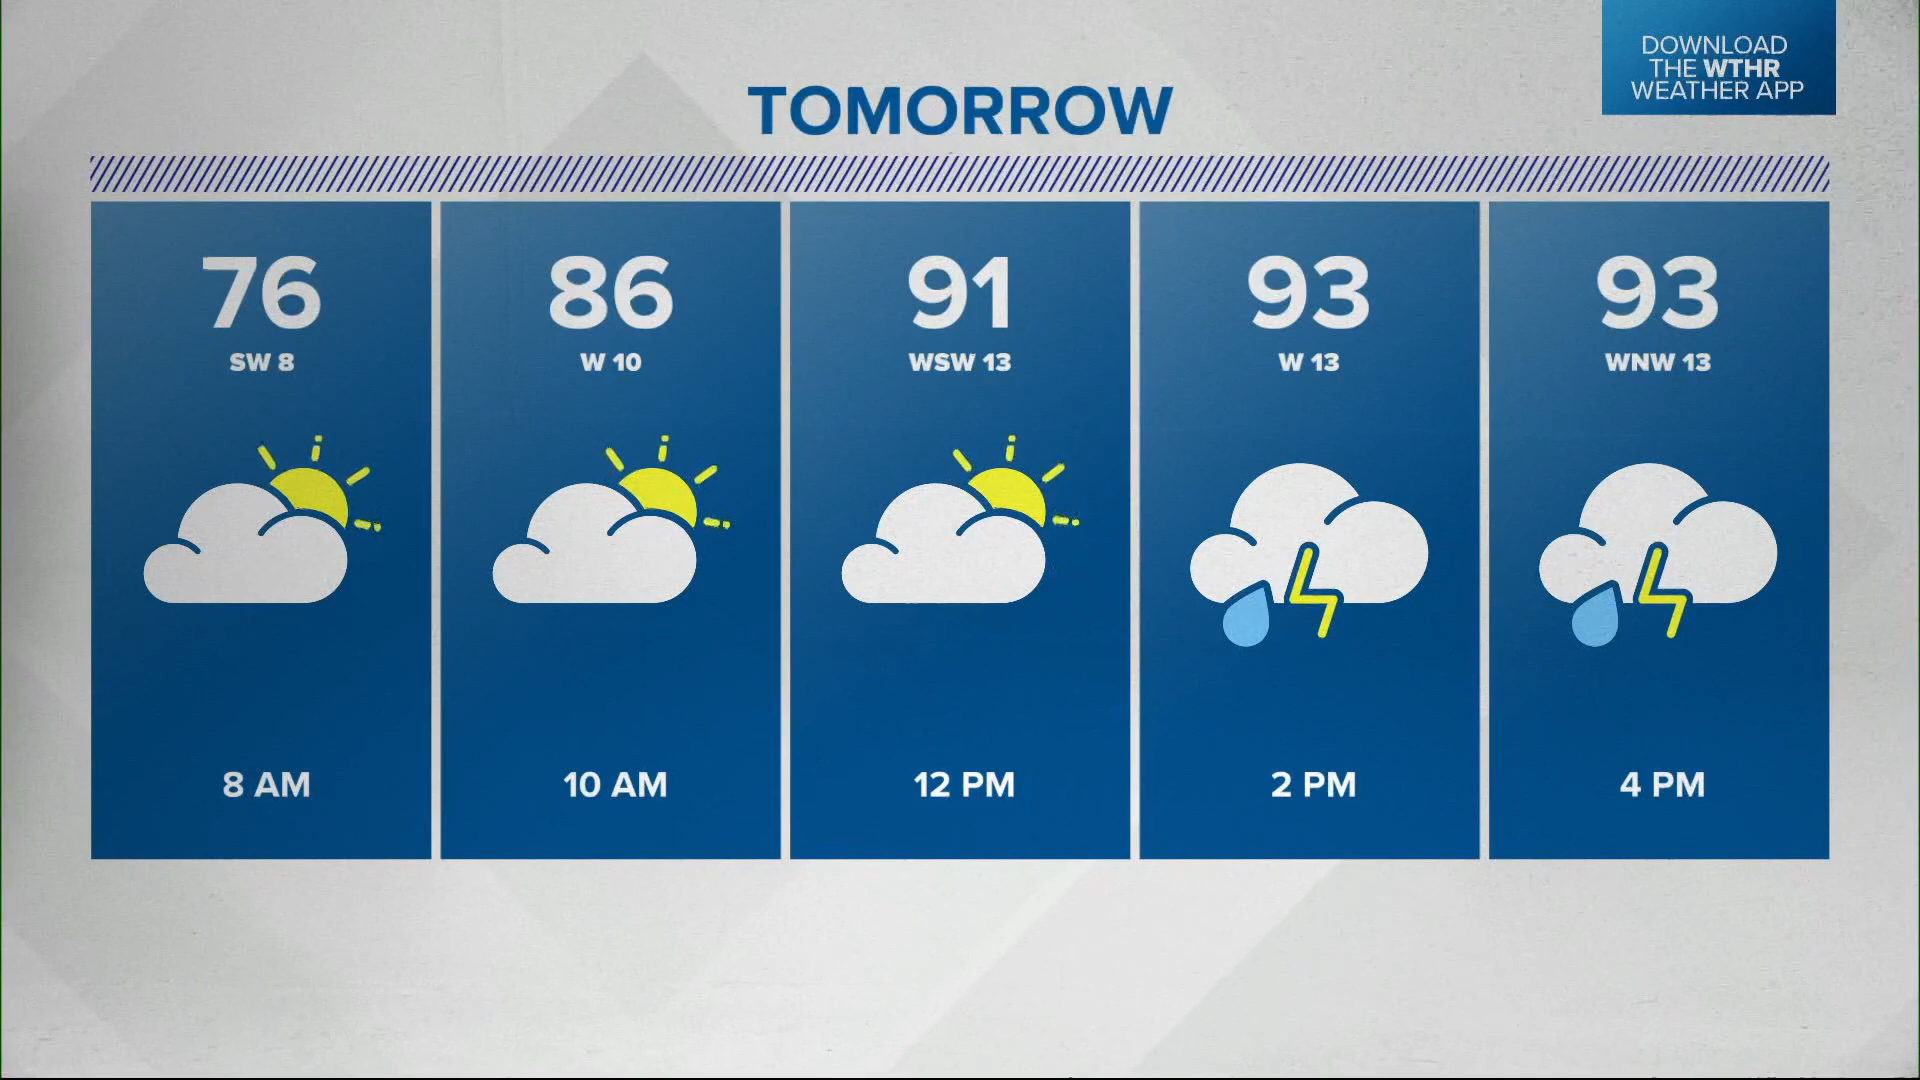 DOWNLOAD
THE WTHR
WEATHER APP
TOMORROW
76
SW 8
8 AM
86
W 10
10 AM
91
WSW 13
12 PM
93
W 13
2 PM
93
WNW 13
4 PM